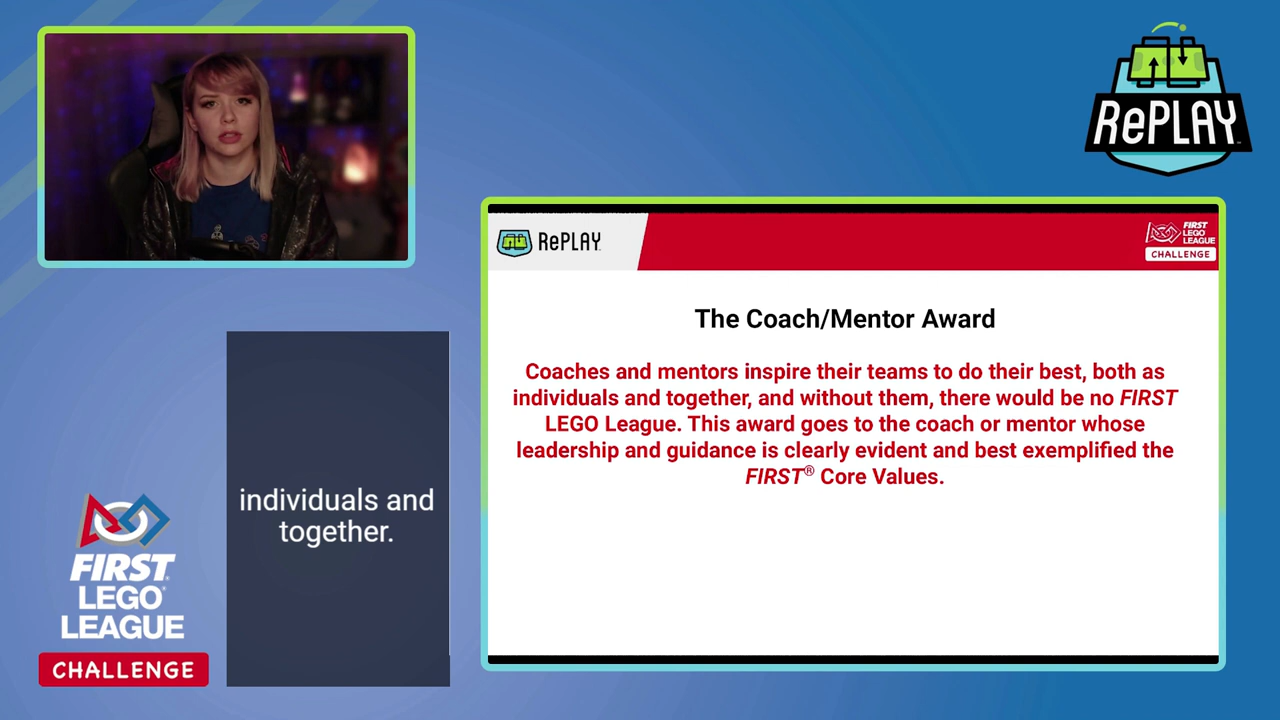 RePLAY
RePLAY
FIRST
LEGO
LEAGUE
CHALLENGE
The Coach/Mentor Award
Coaches and mentors inspire their teams to do their best, both as
individuals and together, and without them, there would be no FIRST
LEGO League. This award goes to the coach or mentor whose
leadership and guidance is clearly evident and best exemplified the
FIRST® Core Values.
individuals and
together.
FIRST
LEGO
LEAGUE
CHALLENGE